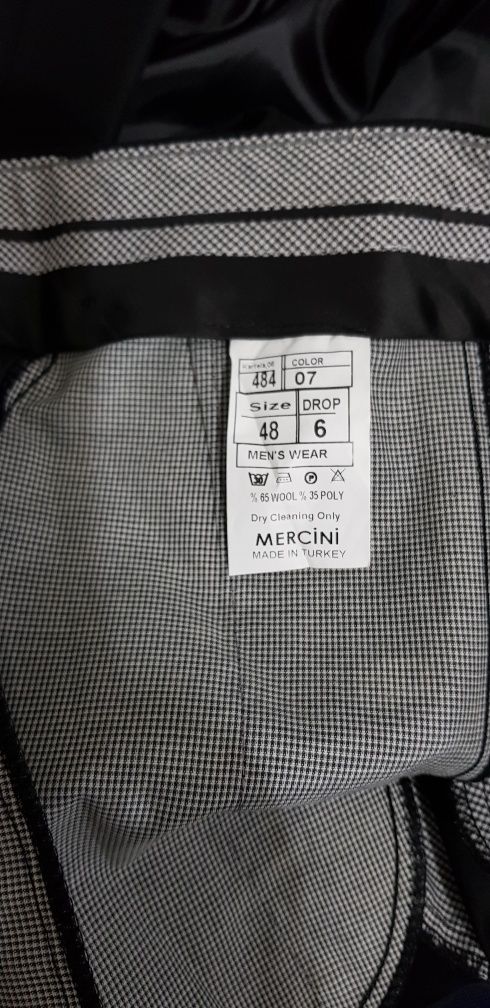 COLOR
484 07
Size DROP
48 6
MEN'S WEAR
% 65 WOOL % 35 POLY
Dry Cleaning Only
MERCİNİ
MADE IN TURKEY